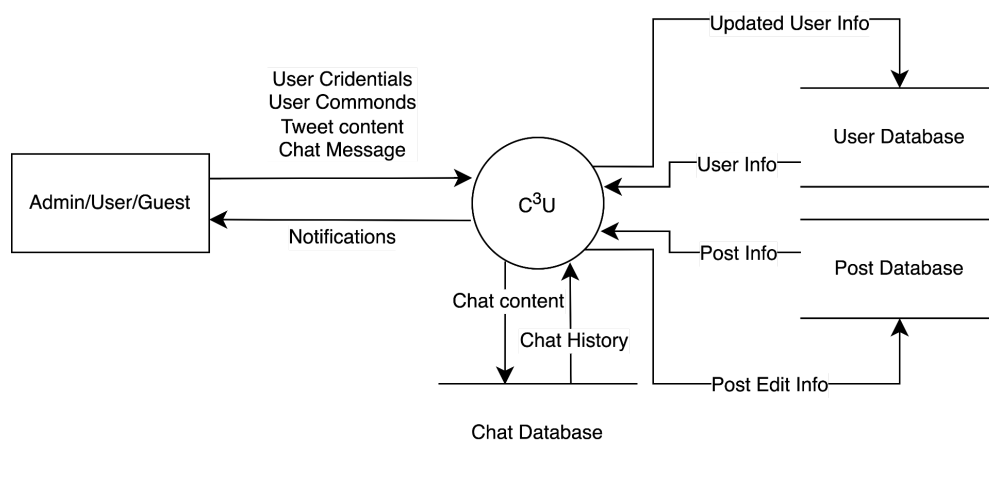 Updated User Info
User Cridentials
User Commonds
Tweet content
Chat Message
User Database
User Info
Admin/User/Guest
C³U
Notifications
Post Info
Post Database
Chat content
Chat History
Post Edit Info
Chat Database